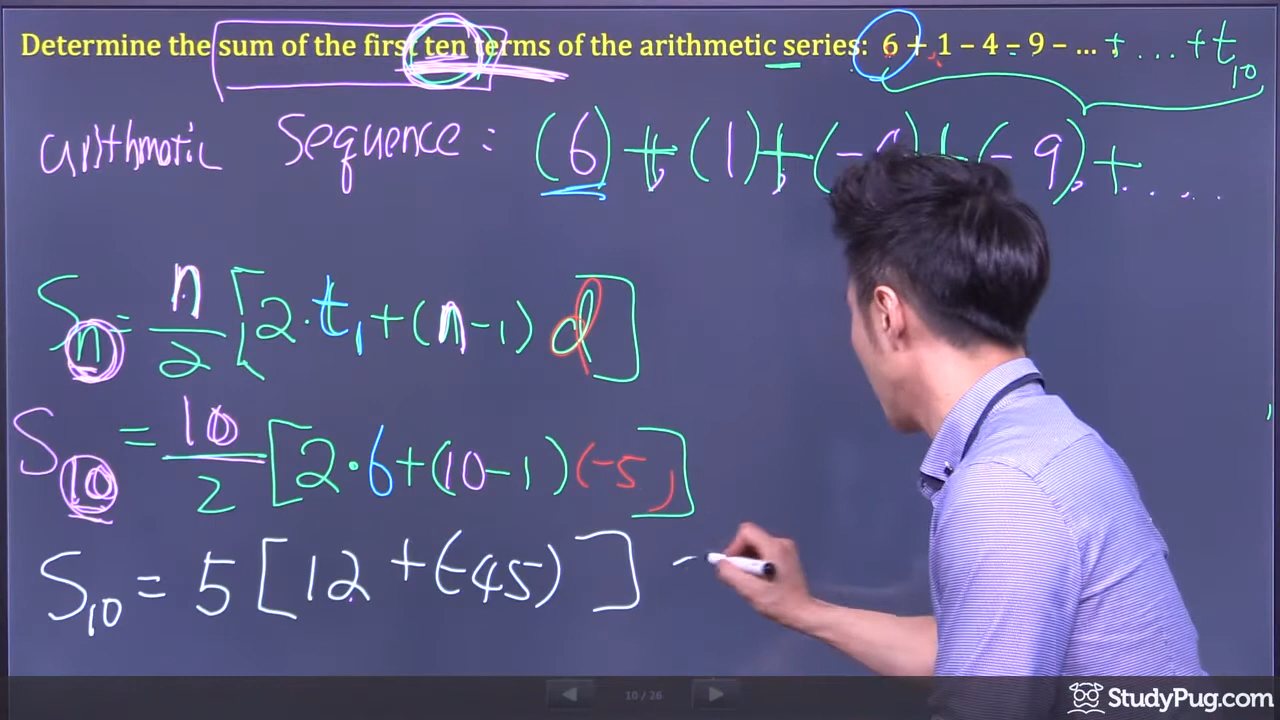 Determine the sum of the first ten terms of the arithmetic series: 6 + 1 − 4 − 9 − ... + ... + t₁₀
arithmetic Sequence: (6) + (1) + (- + (-9) + .....
Sₙ = n/2 [2·t₁ + (n-1) d]
S₁₀ = 10/2 [2·6 + (10-1)(-5)]
S₁₀ = 5 [12 + (-45)]
10 / 26
StudyPug.com